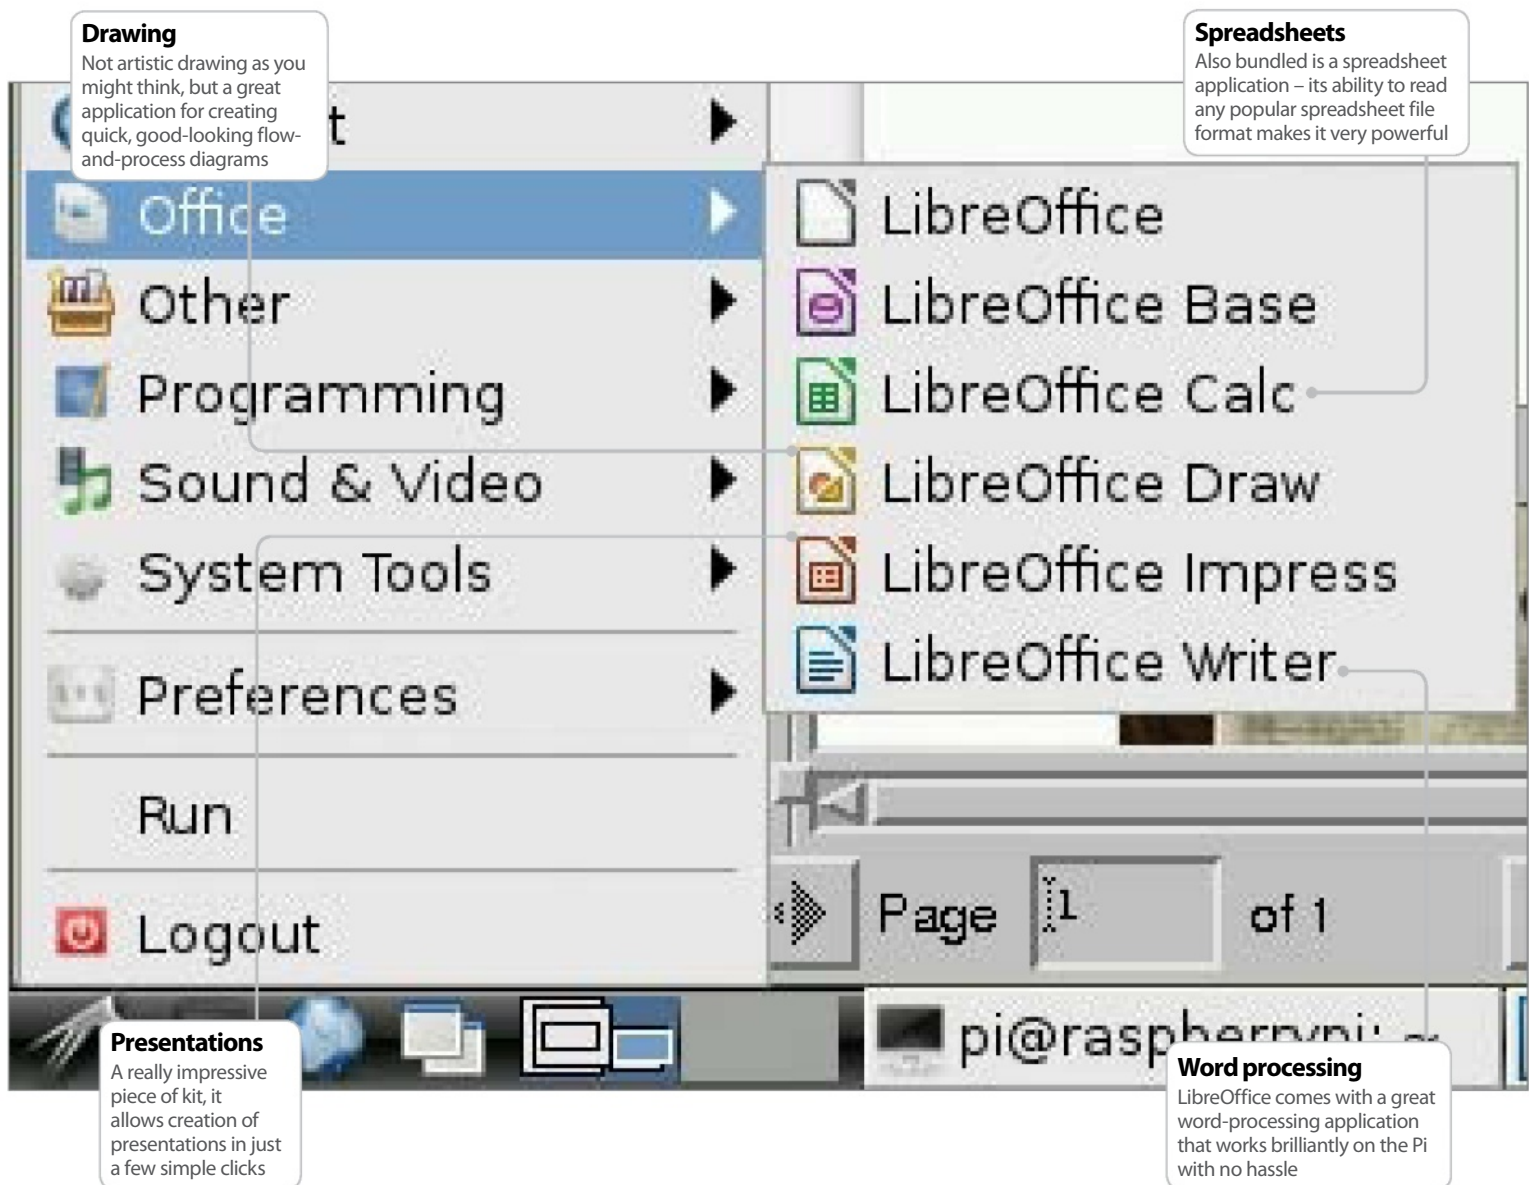 Drawing
Not artistic drawing as you
might think, but a great
application for creating
quick, good-looking flow-
and-process diagrams
Spreadsheets
Also bundled is a spreadsheet
application – its ability to read
any popular spreadsheet file
format makes it very powerful
t
Office
Other
Programming
Sound & Video
System Tools
Preferences
Run
Logout
LibreOffice
LibreOffice Base
LibreOffice Calc
LibreOffice Draw
LibreOffice Impress
LibreOffice Writer
Page 1 of 1
pi@raspberrypi: ~
Presentations
A really impressive
piece of kit, it
allows creation of
presentations in just
a few simple clicks
Word processing
LibreOffice comes with a great
word-processing application
that works brilliantly on the Pi
with no hassle